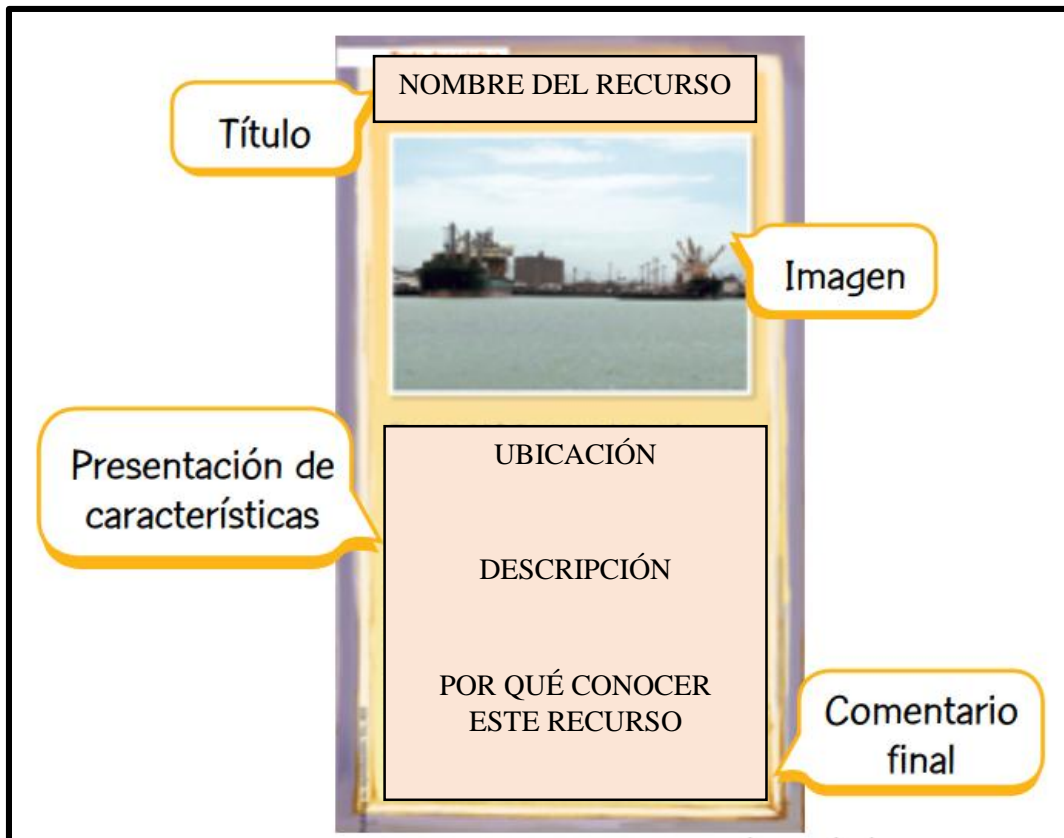 NOMBRE DEL RECURSO
Título
Imagen
Presentación de
características
UBICACIÓN
DESCRIPCIÓN
POR QUÉ CONOCER
ESTE RECURSO
Comentario
final